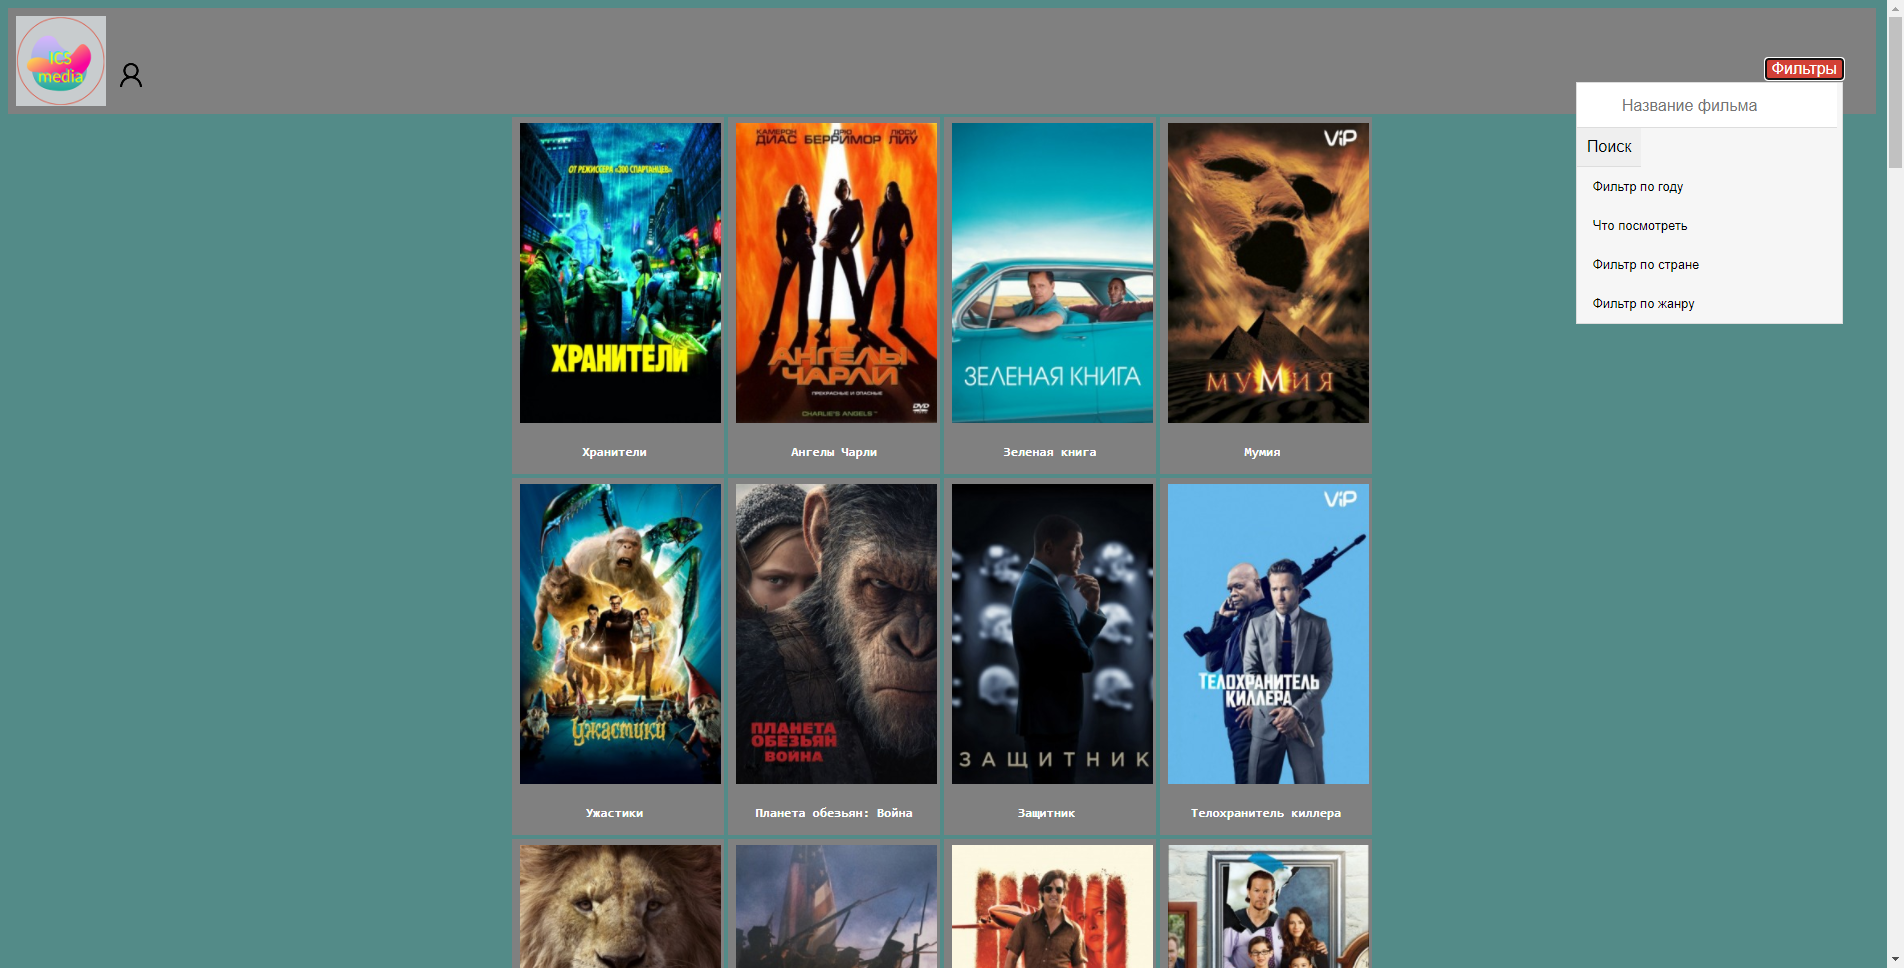 ICS
media
Фильтры
Название фильма
Поиск
Фильтр по году
Что посмотреть
Фильтр по стране
Фильтр по жанру
ОТ РЕЖИССЕРА «300 СПАРТАНЦЕВ»
ХРАНИТЕЛИ
КАМЕРОН ДИАС ДРЮ БЕРРИМОР ЛЮСИ ЛИУ
АНГЕЛЫ
ЧАРЛИ
ПРЕКРАСНЫЕ И ОПАСНЫЕ
CHARLIE'S ANGELS™
DVD
ЗЕЛЕНАЯ КНИГА
ViP
МУМИЯ
Хранители
Ангелы Чарли
Зеленая книга
Мумия
Ужастики
ПЛАНЕТА
ОБЕЗЬЯН
ВОЙНА
ЗАЩИТНИК
ViP
ТЕЛОХРАНИТЕЛЬ
КИЛЛЕРА
Ужастики
Планета обезьян: Война
Защитник
Телохранитель киллера